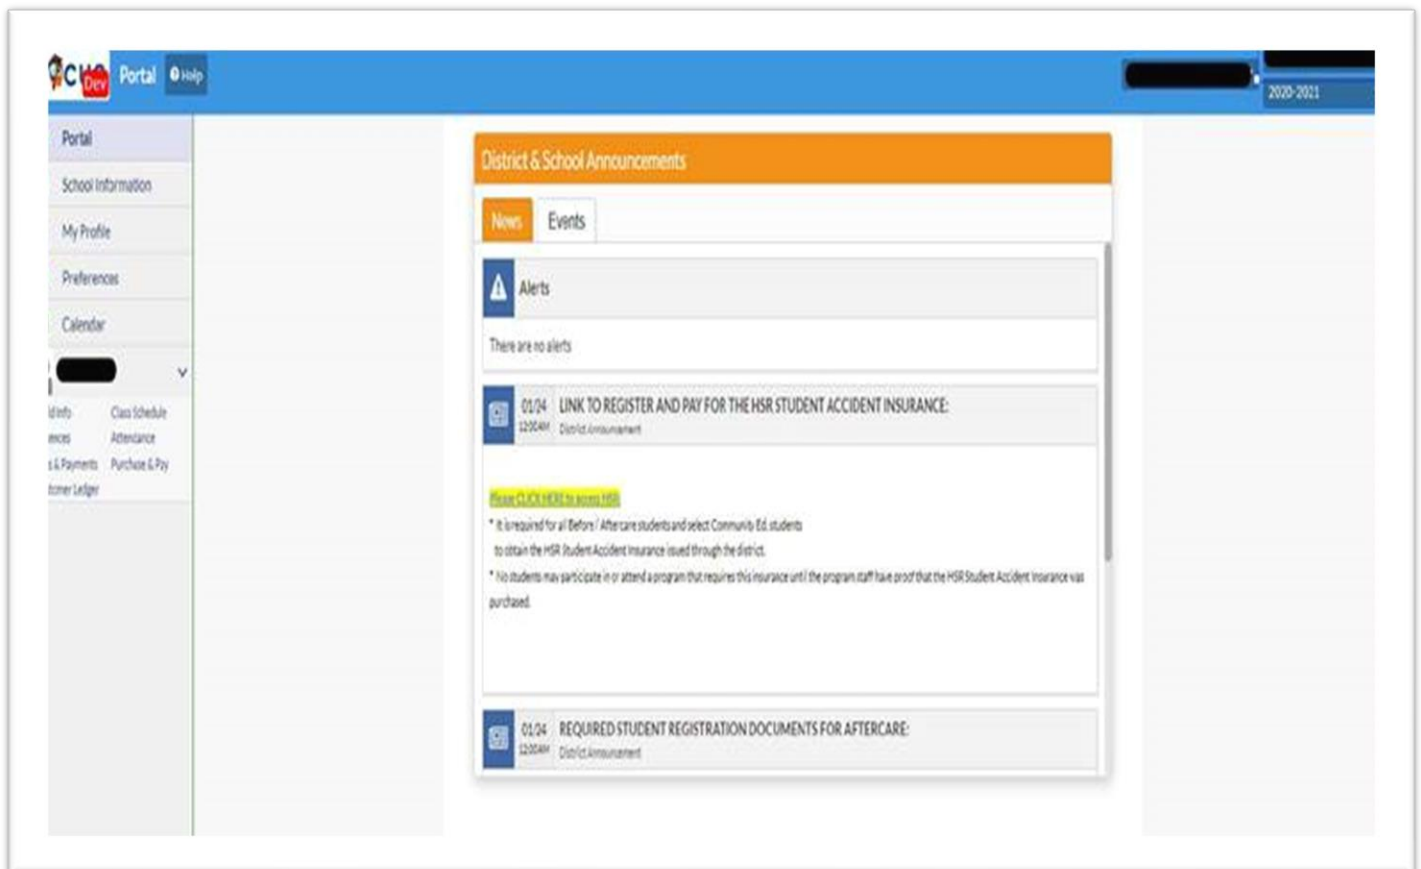 Dev
Portal
Help
2020-2021
Portal
School Information
My Profile
Preferences
Calendar
Class Schedule
Attendance
& Payments Purchase & Pay
Ledger
District & School Announcements
News Events
Alerts
There are no alerts
01/24 LINK TO REGISTER AND PAY FOR THE HSR STUDENT ACCIDENT INSURANCE:
12:00AM District Announcement
Please CLICK HERE to access HSR
* It is required for all Before / Aftercare students and select Community Ed. students
to obtain the HSR Student Accident Insurance issued through the district.
* No students may participate in or attend a program that requires this insurance until the program staff have proof that the HSR Student Accident Insurance was
purchased.
01/24 REQUIRED STUDENT REGISTRATION DOCUMENTS FOR AFTERCARE:
12:00AM District Announcement